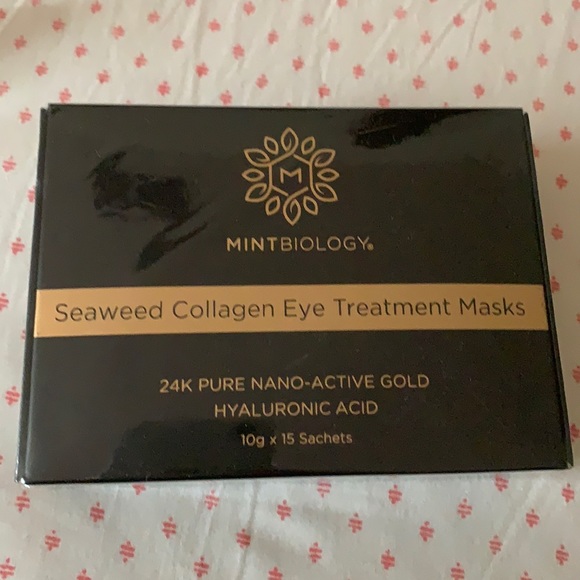 M
MINTBIOLOGY®
Seaweed Collagen Eye Treatment Masks
24K PURE NANO-ACTIVE GOLD
HYALURONIC ACID
10g x 15 Sachets